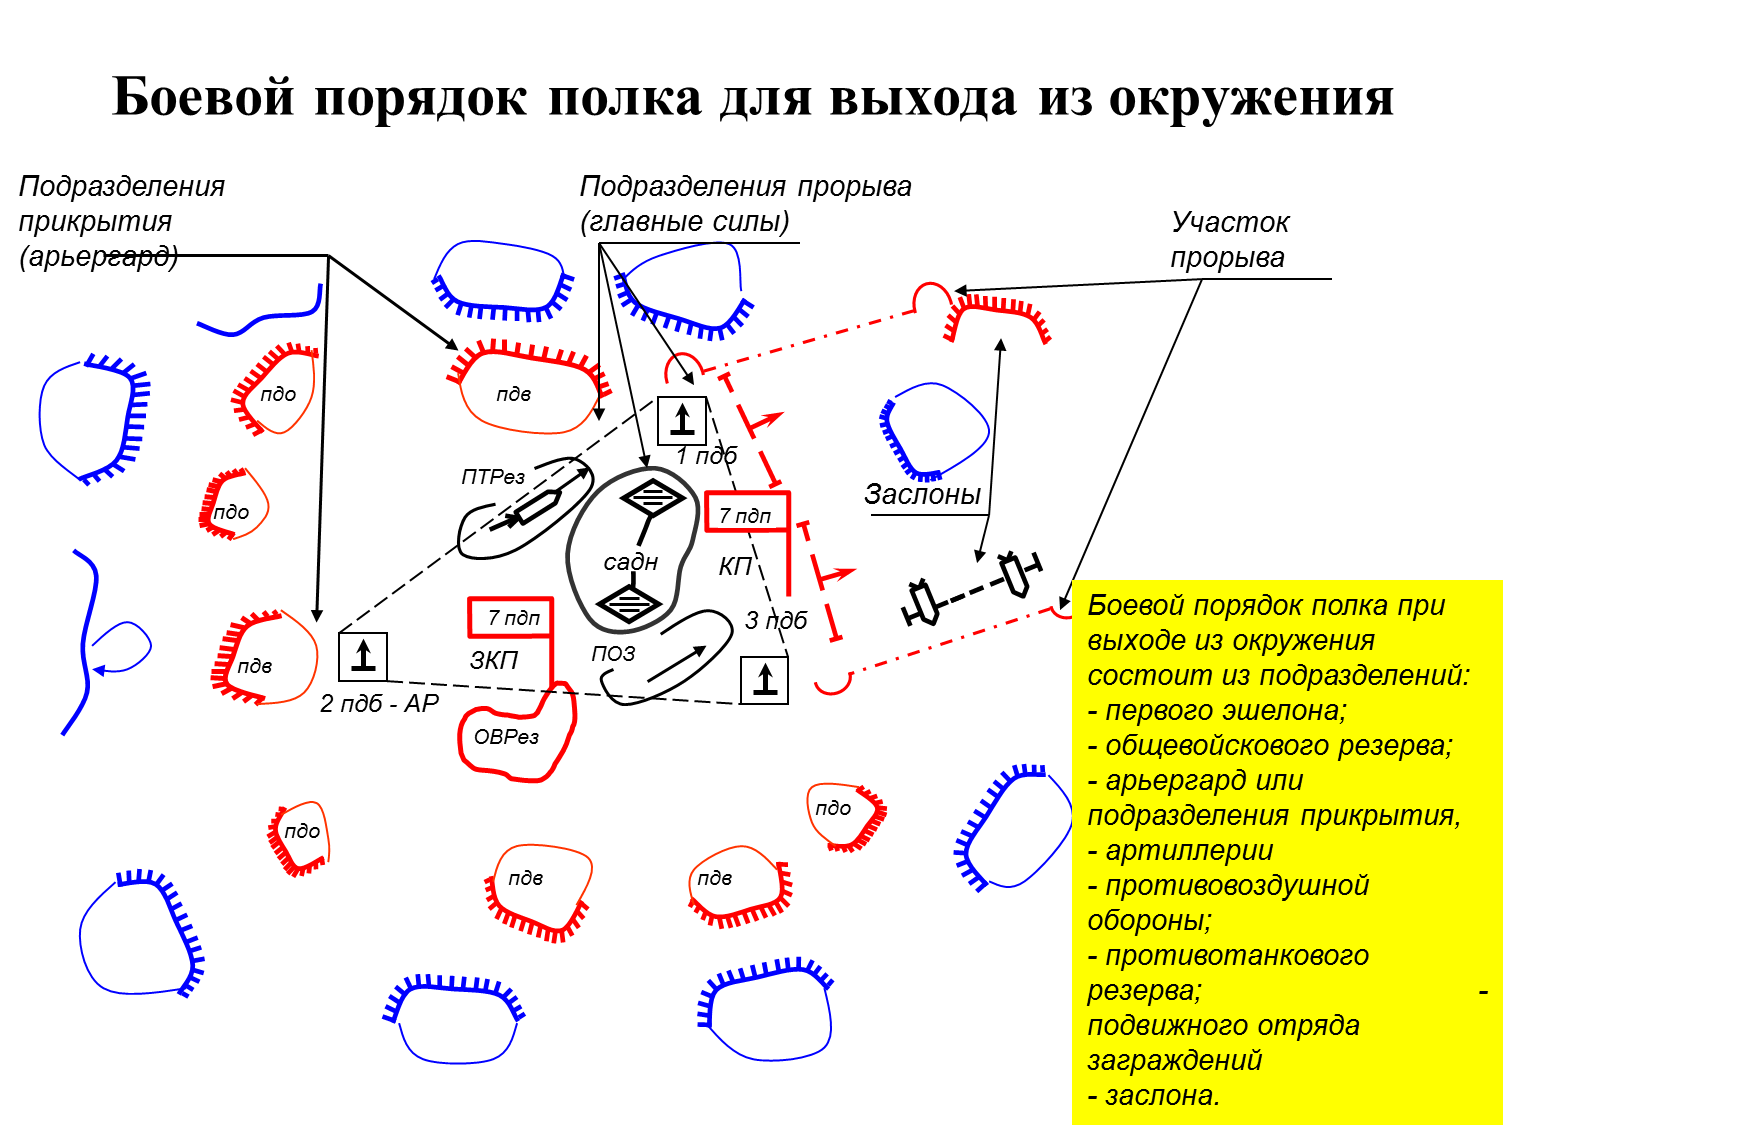 Боевой порядок полка для выхода из окружения
Подразделения
прикрытия
(арьергард)
Подразделения прорыва
(главные силы)
Участок
прорыва
пдо
пдв
1 пдб
ПТРез
пдо
7 пдп
Заслоны
садн
КП
7 пдп
3 пдб
ЗКП
ПОЗ
пдв
2 пдб - АР
ОВРез
пдо
пдо
пдв
пдв
Боевой порядок полка при
выходе из окружения
состоит из подразделений:
- первого эшелона;
- общевойскового резерва;
- арьергард или
подразделения прикрытия,
- артиллерии
- противовоздушной
обороны;
- противотанкового
резерва; -
подвижного отряда
заграждений
- заслона.